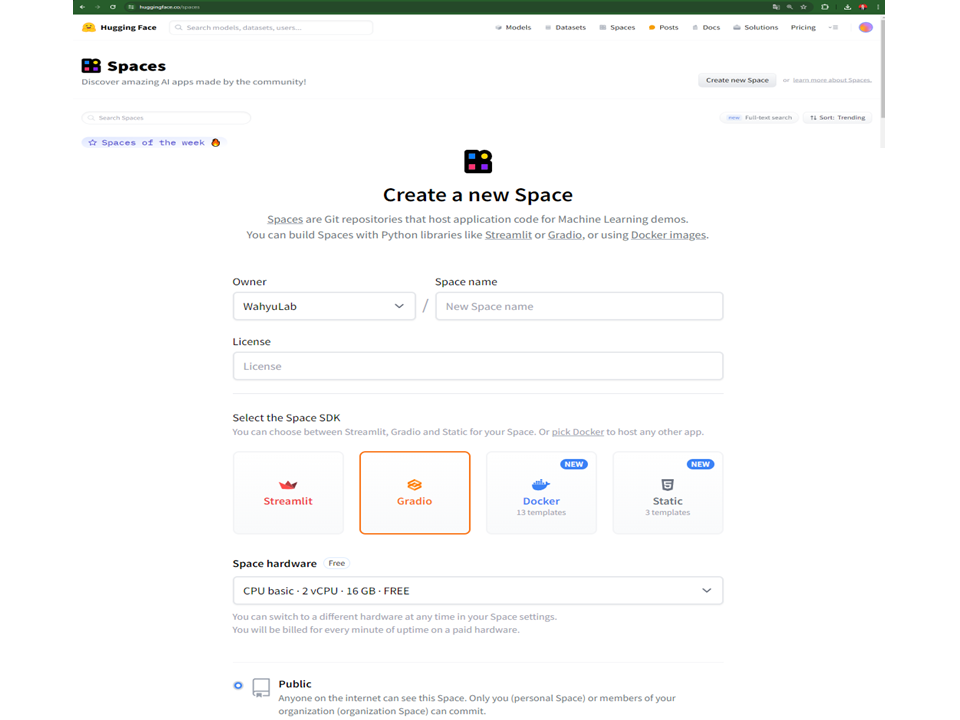 huggingface.co/spaces
Hugging Face
Search models, datasets, users...
Models
Datasets
Spaces
Posts
Docs
Solutions
Pricing
Spaces
Discover amazing AI apps made by the community!
Create new Space
or learn more about Spaces.
Search Spaces
new Full-text search
Sort: Trending
Spaces of the week
Create a new Space
Spaces are Git repositories that host application code for Machine Learning demos.
You can build Spaces with Python libraries like Streamlit or Gradio, or using Docker images.
Owner
Space name
WahyuLab
/
New Space name
License
License
Select the Space SDK
You can choose between Streamlit, Gradio and Static for your Space. Or pick Docker to host any other app.
Streamlit
Gradio
NEW
Docker
13 templates
NEW
Static
3 templates
Space hardware Free
CPU basic · 2 vCPU · 16 GB · FREE
You can switch to a different hardware at any time in your Space settings.
You will be billed for every minute of uptime on a paid hardware.
Public
Anyone on the internet can see this Space. Only you (personal Space) or members of your
organization (organization Space) can commit.